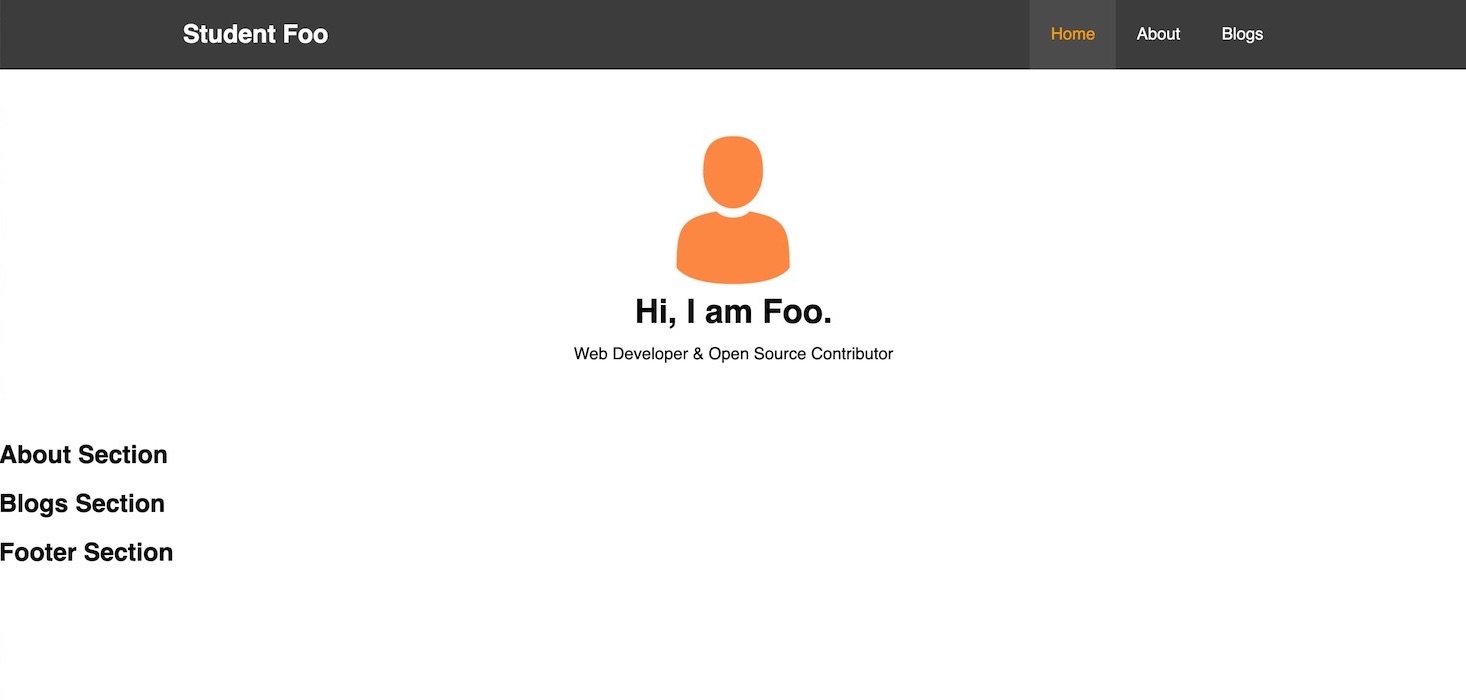 Student Foo
Home About Blogs
Hi, I am Foo.
Web Developer & Open Source Contributor
About Section
Blogs Section
Footer Section